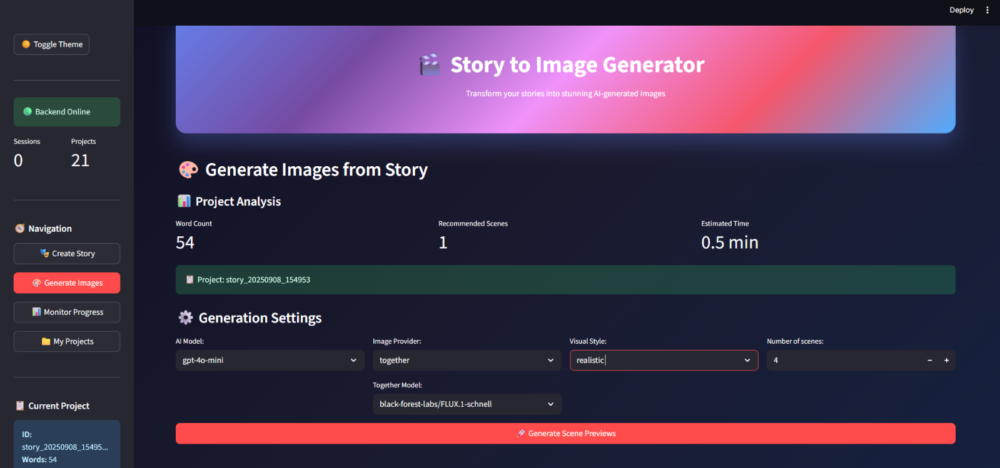 Deploy
Toggle Theme
Backend Online
Sessions
Projects
0
21
Navigation
Create Story
Generate Images
Monitor Progress
My Projects
Current Project
ID:
story_20250908_15495...
Words: 54
Story to Image Generator
Transform your stories into stunning AI-generated images
Generate Images from Story
Project Analysis
Word Count
Recommended Scenes
Estimated Time
54
1
0.5 min
Project: story_20250908_154953
Generation Settings
AI Model:
Image Provider:
Visual Style:
Number of scenes:
gpt-4o-mini
together
realistic
4
Together Model:
black-forest-labs/FLUX.1-schnell
Generate Scene Previews